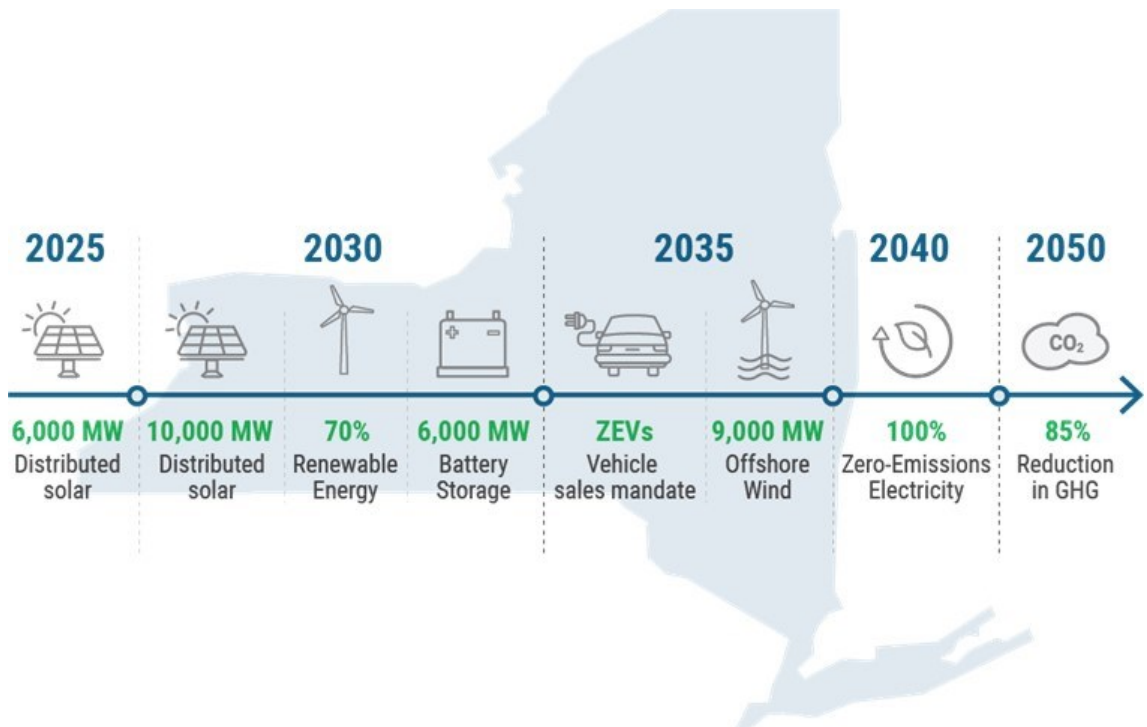 2025
2030
2035
2040
2050
CO₂
6,000 MW
Distributed
solar
10,000 MW
Distributed
solar
70%
Renewable
Energy
6,000 MW
Battery
Storage
ZEVs
Vehicle
sales mandate
9,000 MW
Offshore
Wind
100%
Zero-Emissions
Electricity
85%
Reduction
in GHG